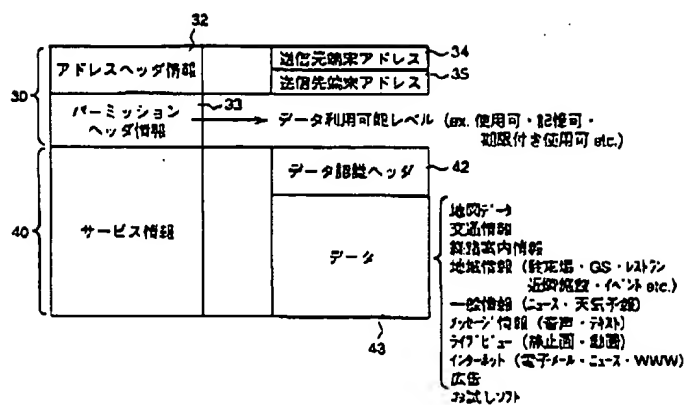 32
アドレスヘッダ情報
送信元端末アドレス
34
送信先端末アドレス
35
30
パーミッション
ヘッダ情報
33
データ利用可能レベル (ex. 使用可・記憶可・
期限付き使用可 etc.)
40
サービス情報
データ認識ヘッダ
42
データ
43
地図データ
交通情報
経路案内情報
地域情報 (駐車場・GS・レストラン
近隣施設・イベント etc.)
一般情報 (ニュース・天気予報)
メッセージ情報 (音声・テキスト)
ライブビュー (静止画・動画)
インターネット (電子メール・ニュース・WWW)
広告
お試しソフト